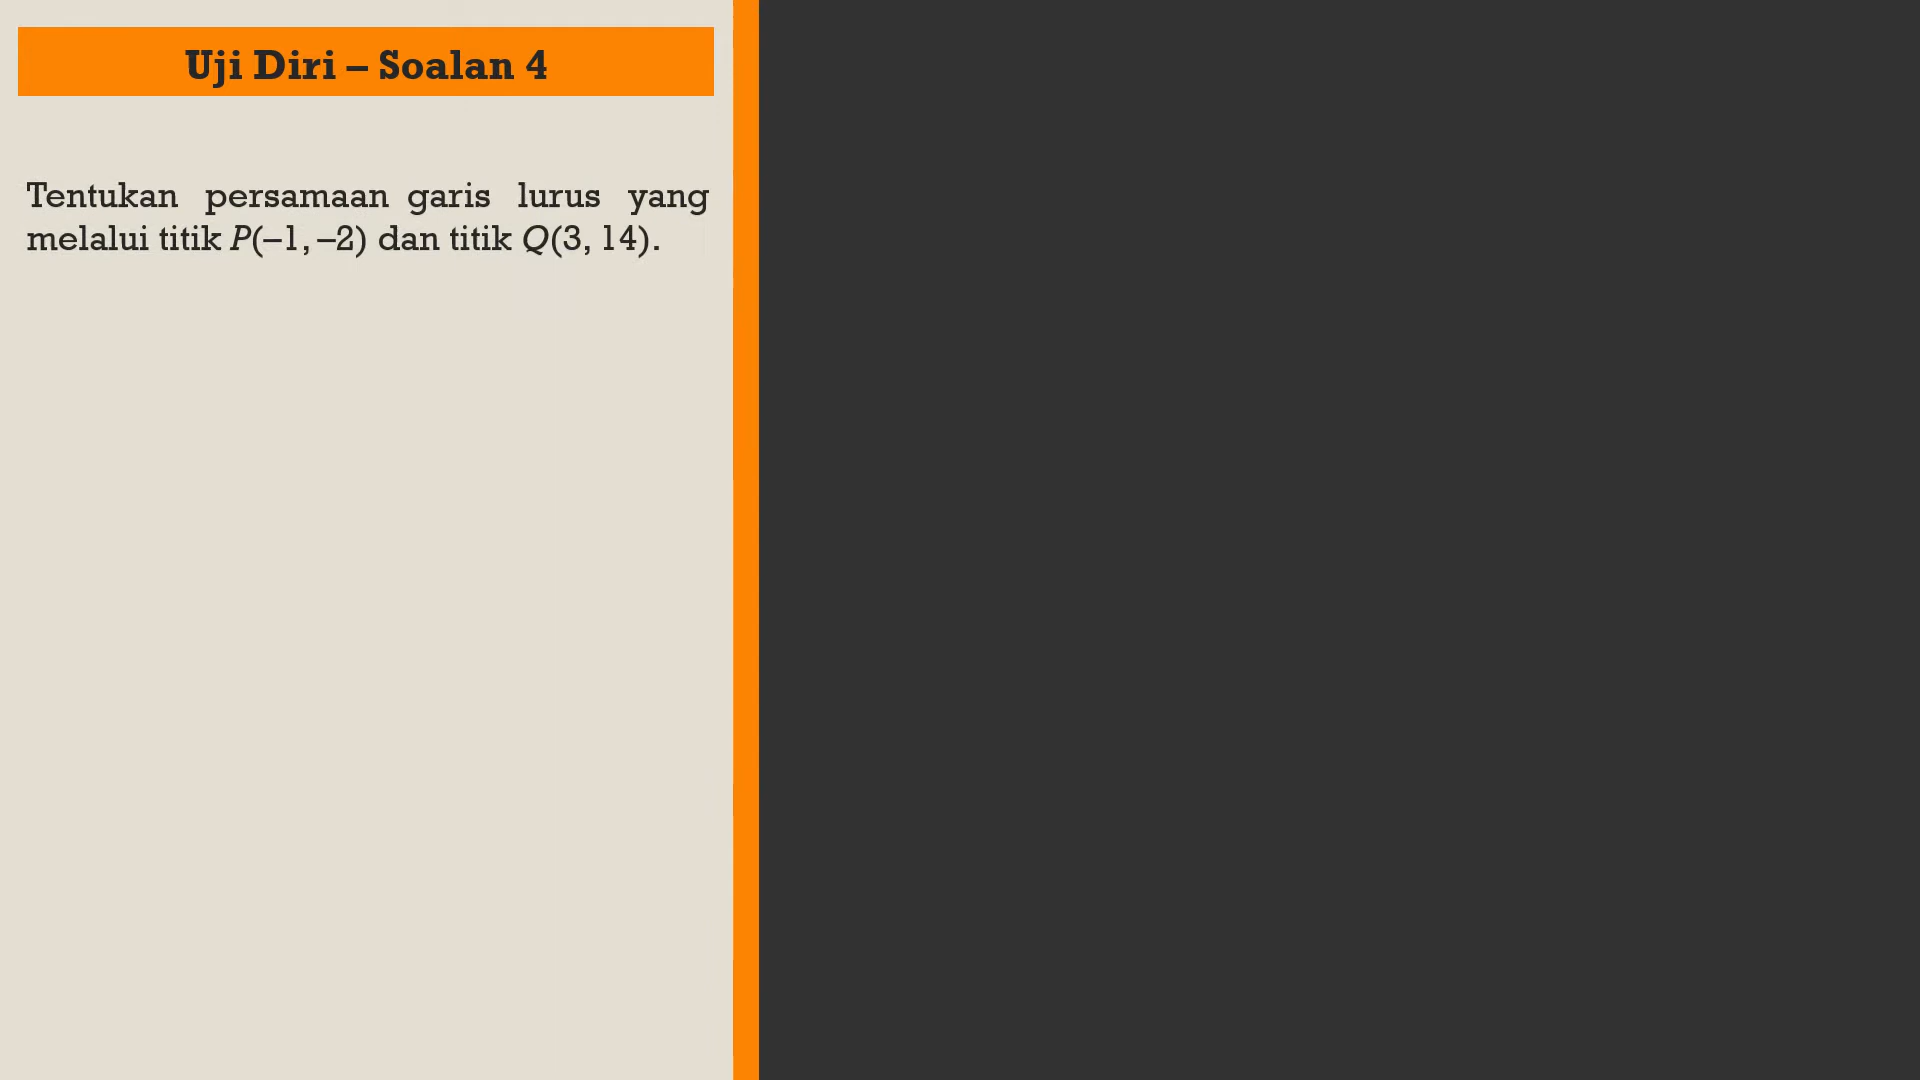 Uji Diri – Soalan 4
Tentukan persamaan garis lurus yang
melalui titik P(–1, –2) dan titik Q(3, 14).